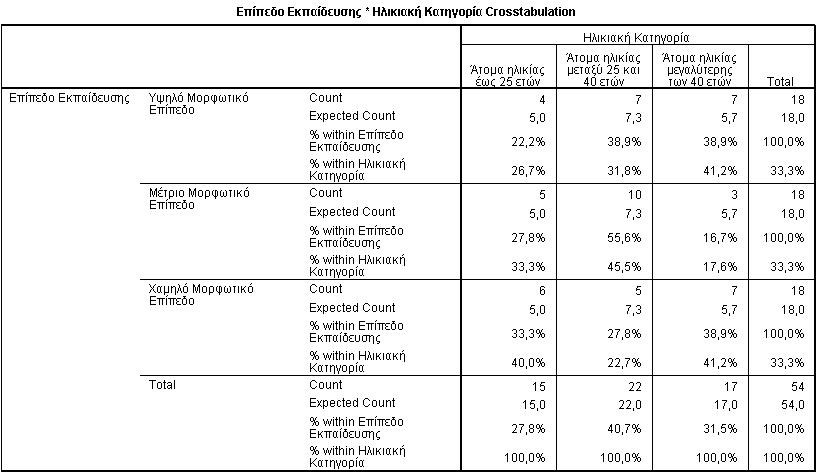 Επίπεδο Εκπαίδευσης * Ηλικιακή Κατηγορία Crosstabulation
Ηλικιακή Κατηγορία
Άτομα ηλικίας έως 25 ετών Άτομα ηλικίας μεταξύ 25 και 40 ετών Άτομα ηλικίας μεγαλύτερης των 40 ετών Total
Επίπεδο Εκπαίδευσης Υψηλό Μορφωτικό Επίπεδο Count 4 7 7 18
Expected Count 5,0 7,3 5,7 18,0
% within Επίπεδο Εκπαίδευσης 22,2% 38,9% 38,9% 100,0%
% within Ηλικιακή Κατηγορία 26,7% 31,8% 41,2% 33,3%
Μέτριο Μορφωτικό Επίπεδο Count 5 10 3 18
Expected Count 5,0 7,3 5,7 18,0
% within Επίπεδο Εκπαίδευσης 27,8% 55,6% 16,7% 100,0%
% within Ηλικιακή Κατηγορία 33,3% 45,5% 17,6% 33,3%
Χαμηλό Μορφωτικό Επίπεδο Count 6 5 7 18
Expected Count 5,0 7,3 5,7 18,0
% within Επίπεδο Εκπαίδευσης 33,3% 27,8% 38,9% 100,0%
% within Ηλικιακή Κατηγορία 40,0% 22,7% 41,2% 33,3%
Total Count 15 22 17 54
Expected Count 15,0 22,0 17,0 54,0
% within Επίπεδο Εκπαίδευσης 27,8% 40,7% 31,5% 100,0%
% within Ηλικιακή Κατηγορία 100,0% 100,0% 100,0% 100,0%